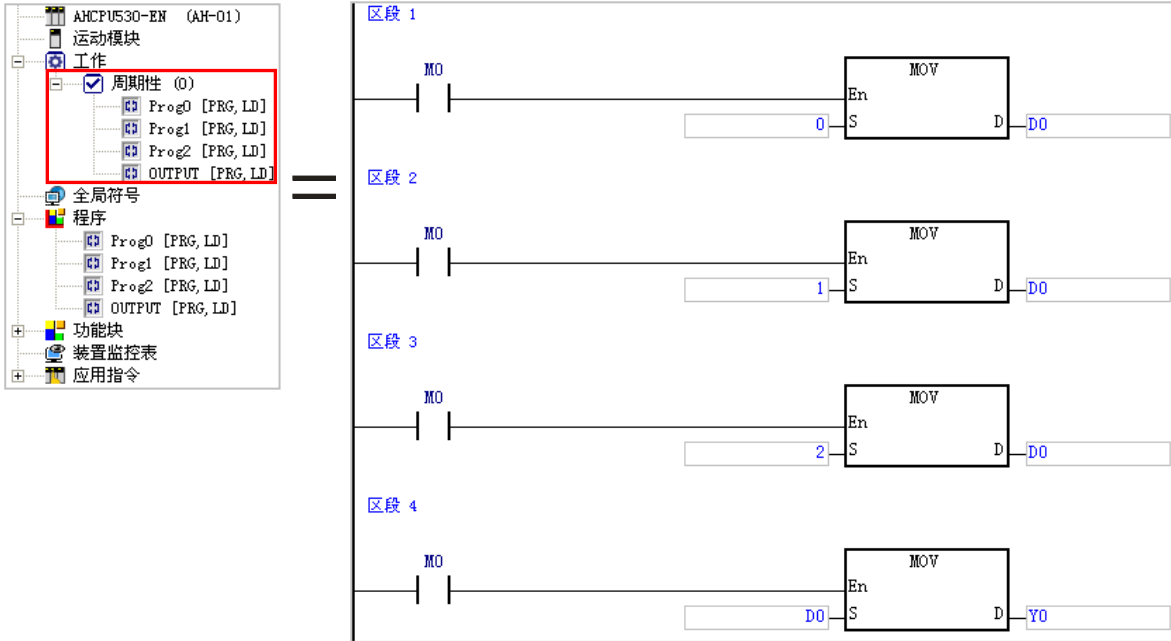 AHCPU530-EN (AH-01)
运动模块
工作
周期性 (0)
Prog0 [PRG,LD]
Prog1 [PRG,LD]
Prog2 [PRG,LD]
OUTPUT [PRG,LD]
全局符号
程序
Prog0 [PRG,LD]
Prog1 [PRG,LD]
Prog2 [PRG,LD]
OUTPUT [PRG,LD]
功能块
装置监控表
应用指令
=
区段 1
M0
MOV
En
0 S D D0
区段 2
M0
MOV
En
1 S D D0
区段 3
M0
MOV
En
2 S D D0
区段 4
M0
MOV
En
D0 S D Y0